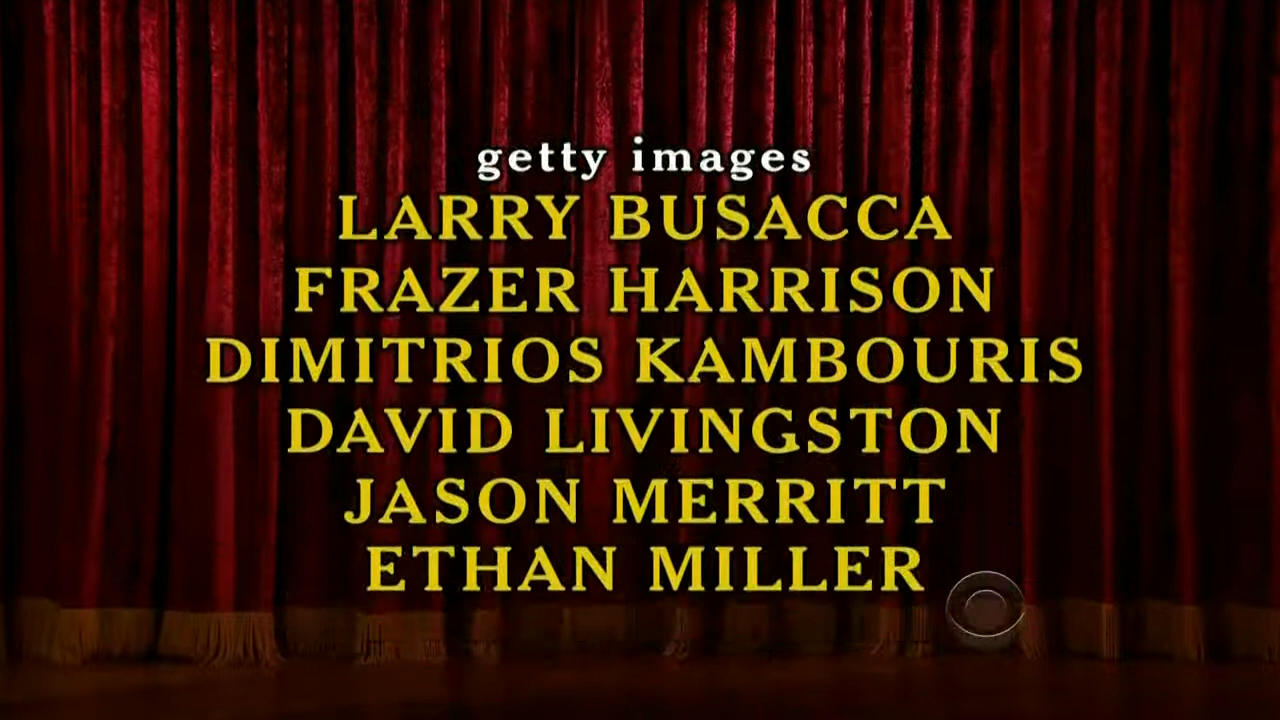 getty images
LARRY BUSACCA
FRAZER HARRISON
DIMITRIOS KAMBOURIS
DAVID LIVINGSTON
JASON MERRITT
ETHAN MILLER